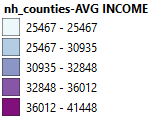 nh_counties-AVG INCOME
25467 - 25467
25467 - 30935
30935 - 32848
32848 - 36012
36012 - 41448